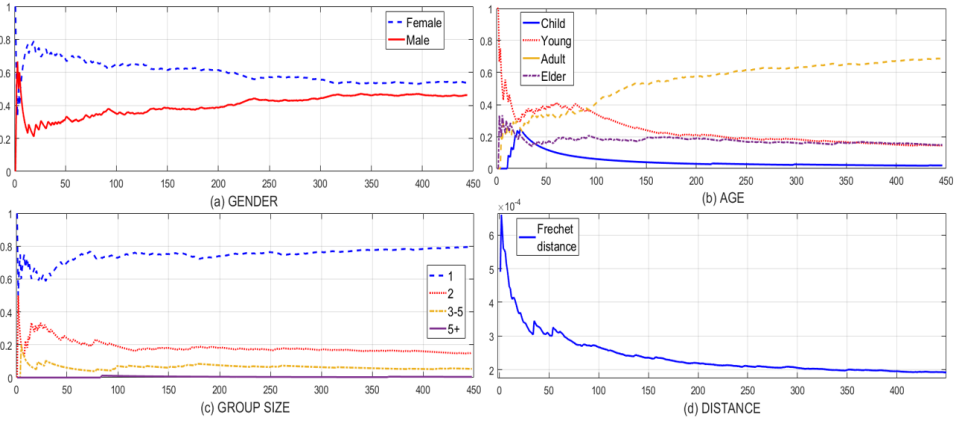 1
0.8
0.6
0.4
0.2
0
Female
Male
0 50 100 150 200 250 300 350 400 450
(a) GENDER
1
0.8
0.6
0.4
0.2
0
Child
Young
Adult
Elder
0 50 100 150 200 250 300 350 400 450
(b) AGE
1
0.8
0.6
0.4
0.2
0
1
2
3-5
5+
0 50 100 150 200 250 300 350 400 450
(c) GROUP SIZE
×10⁻⁴
6
5
4
3
2
Frechet
distance
0 50 100 150 200 250 300 350 400
(d) DISTANCE